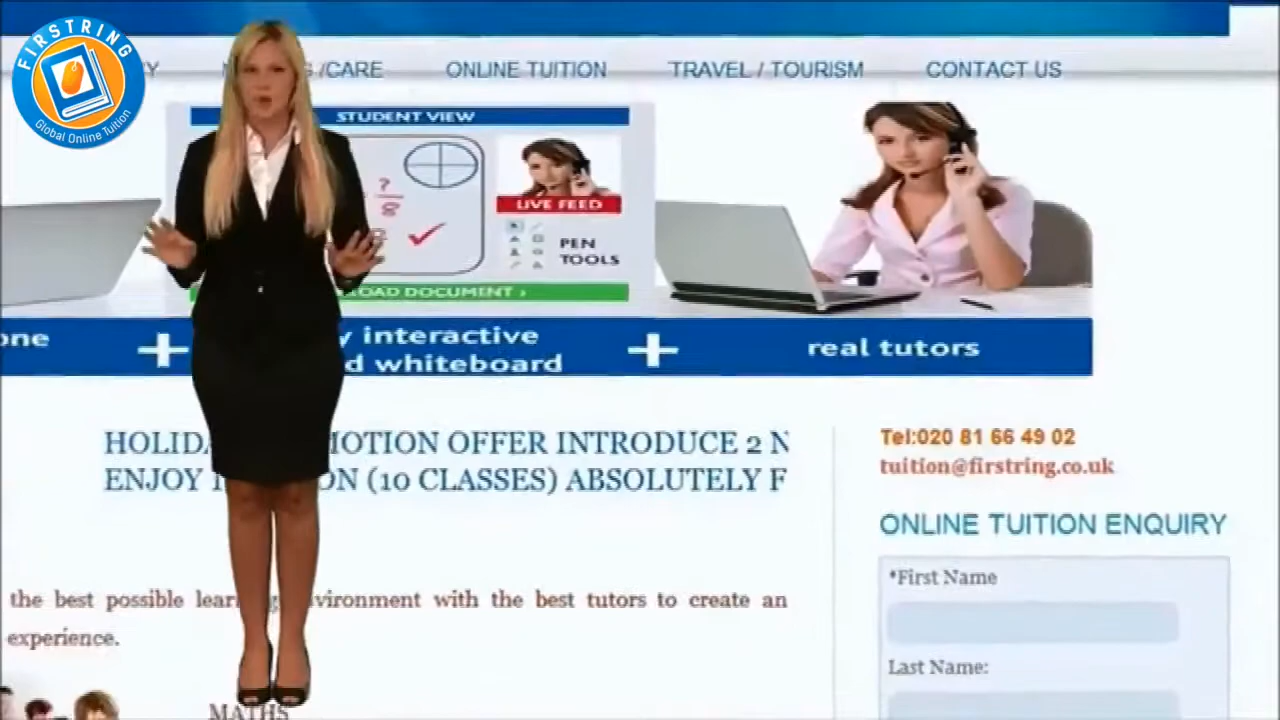 FIRSTRING
Global Online Tuition
/CARE
ONLINE TUITION
TRAVEL / TOURISM
CONTACT US
STUDENT VIEW
?
8
LIVE FEED
PEN
TOOLS
OAD DOCUMENT ›
one
+
y interactive
d whiteboard
+
real tutors
HOLIDA MOTION OFFER INTRODUCE 2 N
ENJOY ON (10 CLASSES) ABSOLUTELY F
Tel:020 81 66 49 02
tuition@firstring.co.uk
ONLINE TUITION ENQUIRY
*First Name
Last Name:
the best possible lear vironment with the best tutors to create an
experience.
MATHS